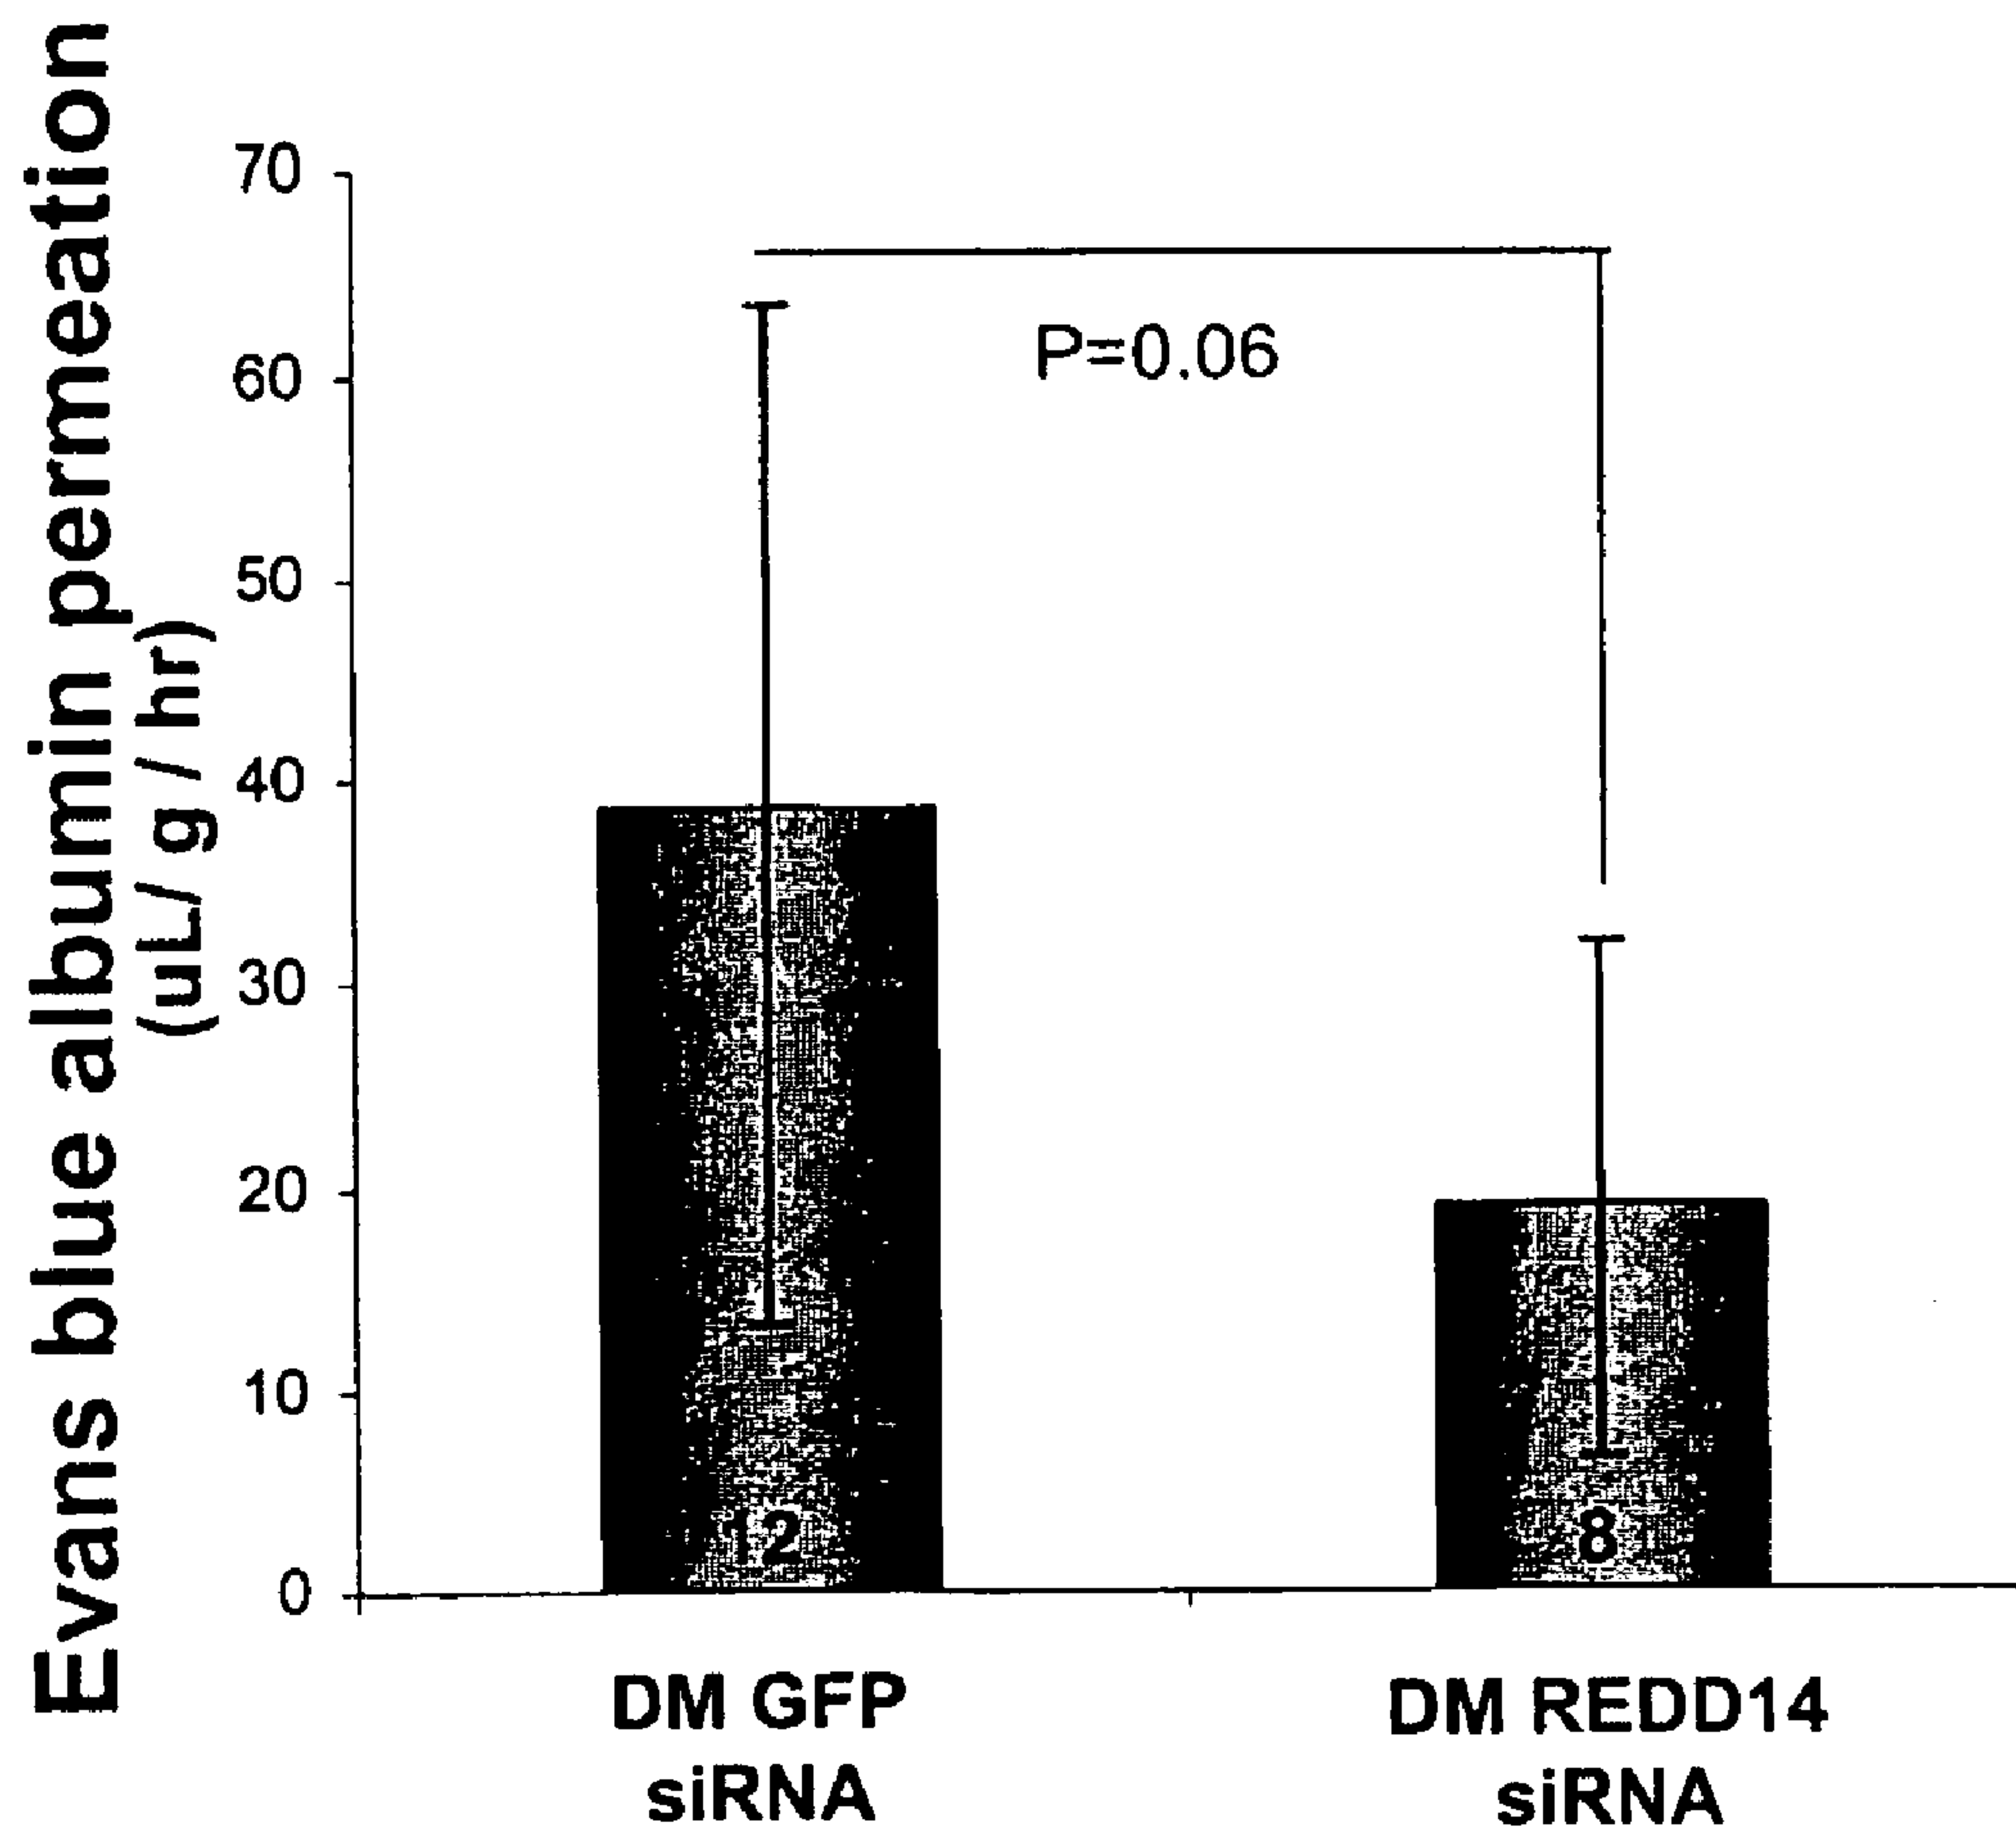 Evans blue albumin permeation
(uL/ g / hr)
70
60
50
40
30
20
10
0
P=0.06
12
8
DM GFP
siRNA
DM REDD14
siRNA